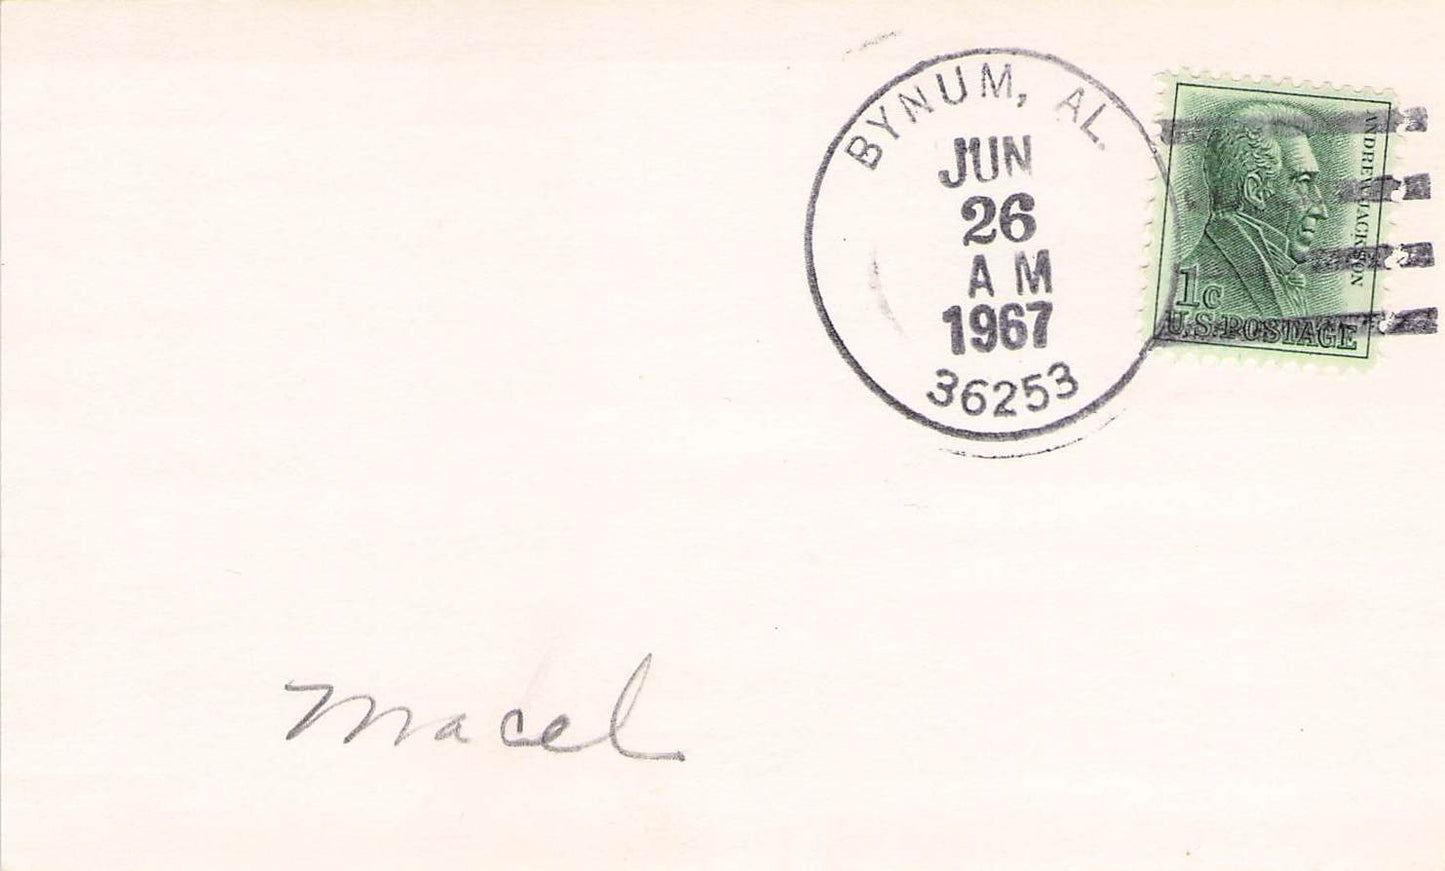 BYNUM, AL.
JUN
26
A M
1967
36253
ANDREW JACKSON
1c
U.S. POSTAGE
Macel